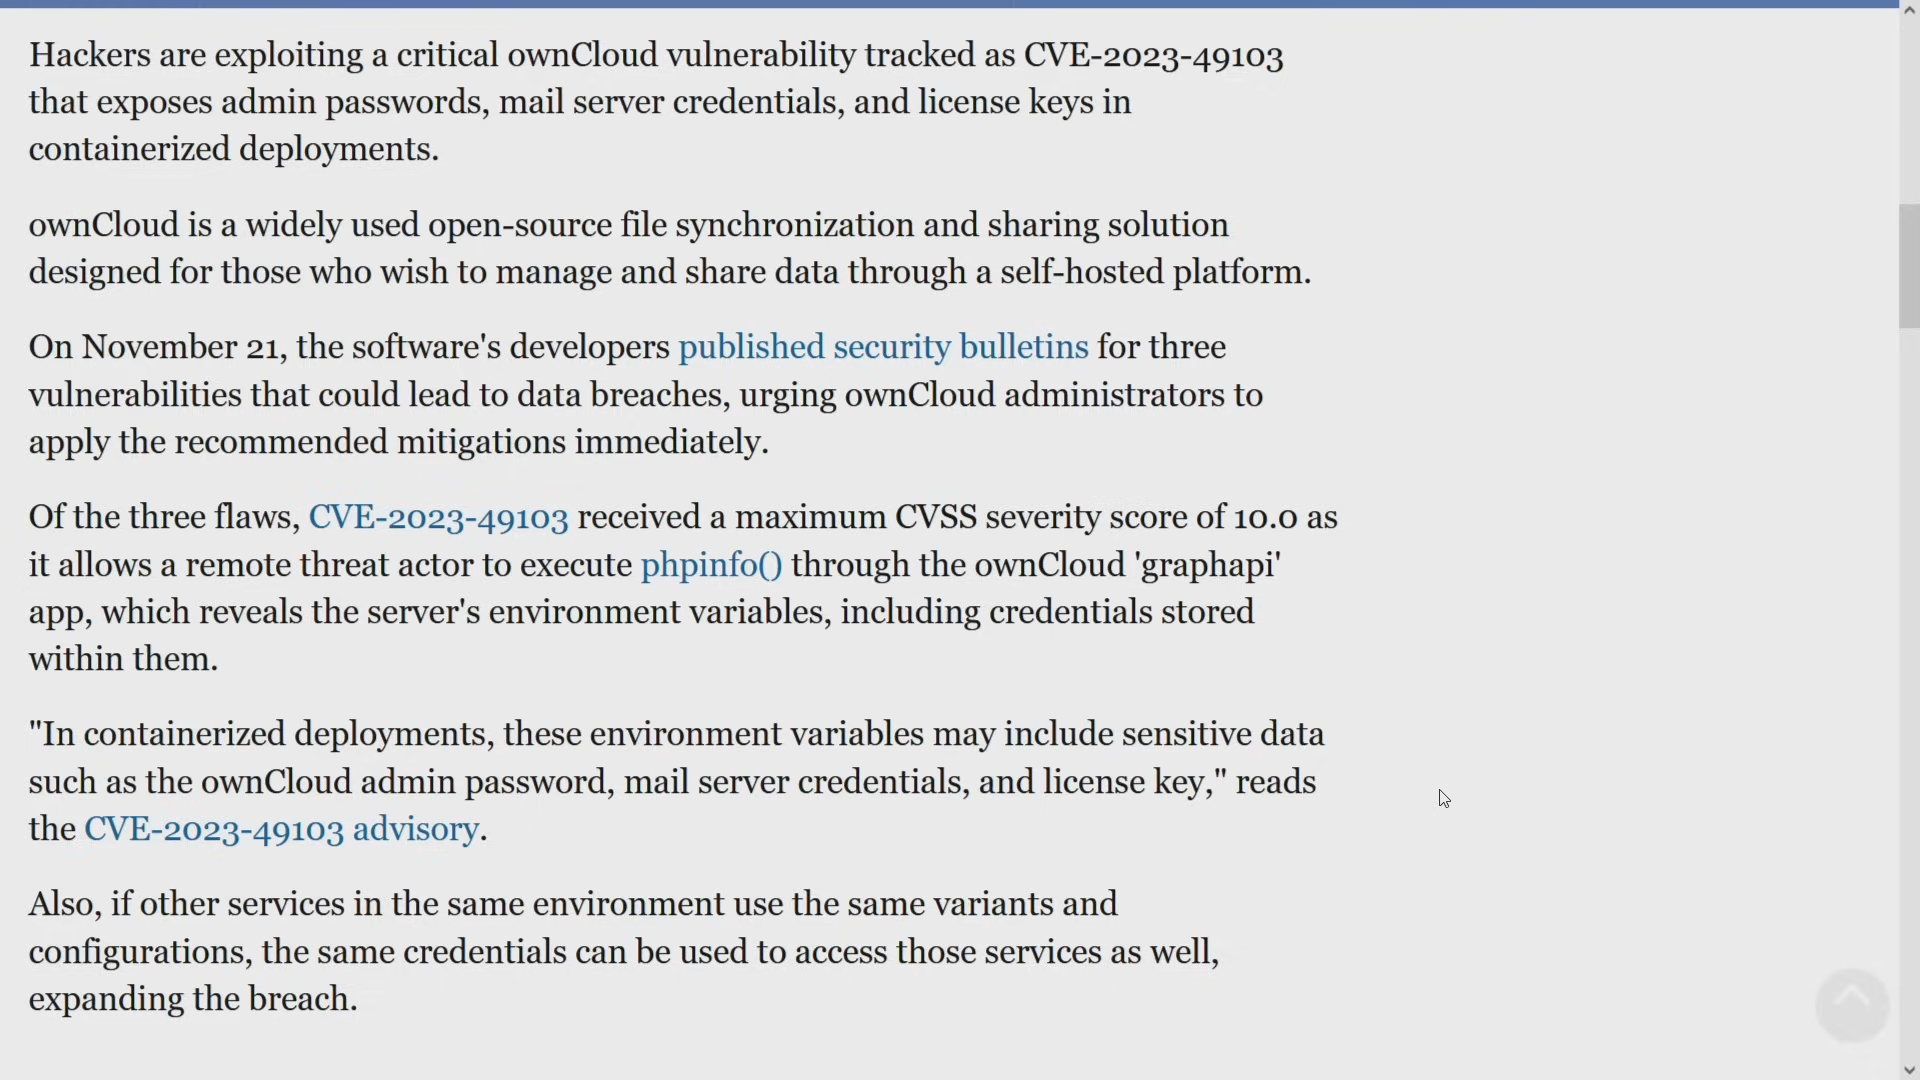 Hackers are exploiting a critical ownCloud vulnerability tracked as CVE-2023-49103
that exposes admin passwords, mail server credentials, and license keys in
containerized deployments.
ownCloud is a widely used open-source file synchronization and sharing solution
designed for those who wish to manage and share data through a self-hosted platform.
On November 21, the software's developers published security bulletins for three
vulnerabilities that could lead to data breaches, urging ownCloud administrators to
apply the recommended mitigations immediately.
Of the three flaws, CVE-2023-49103 received a maximum CVSS severity score of 10.0 as
it allows a remote threat actor to execute phpinfo() through the ownCloud 'graphapi'
app, which reveals the server's environment variables, including credentials stored
within them.
"In containerized deployments, these environment variables may include sensitive data
such as the ownCloud admin password, mail server credentials, and license key," reads
the CVE-2023-49103 advisory.
Also, if other services in the same environment use the same variants and
configurations, the same credentials can be used to access those services as well,
expanding the breach.